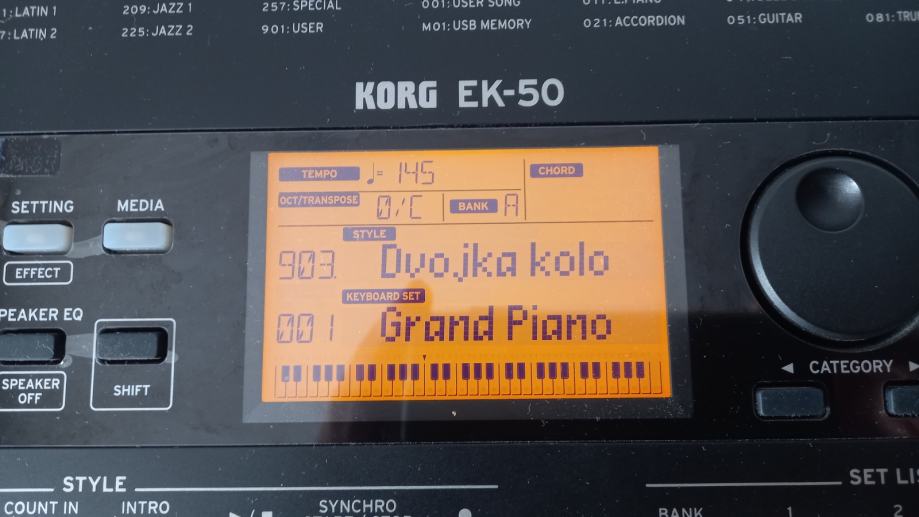 1: LATIN 1 209: JAZZ 1 257: SPECIAL 001: USER SONG
7: LATIN 2 225: JAZZ 2 901: USER M01: USB MEMORY 021: ACCORDION 051: GUITAR 081:
KORG EK-50
TEMPO ♩= 145 CHORD
OCT/TRANSPOSE 0/C BANK A
STYLE
903. Dvojka kolo
KEYBOARD SET
001 Grand Piano
SETTING MEDIA
EFFECT
SPEAKER
OFF
SHIFT
EQ
◄ CATEGORY ►
STYLE
COUNT IN INTRO ►/■ SYNCHRO
SET
BANK 1 2